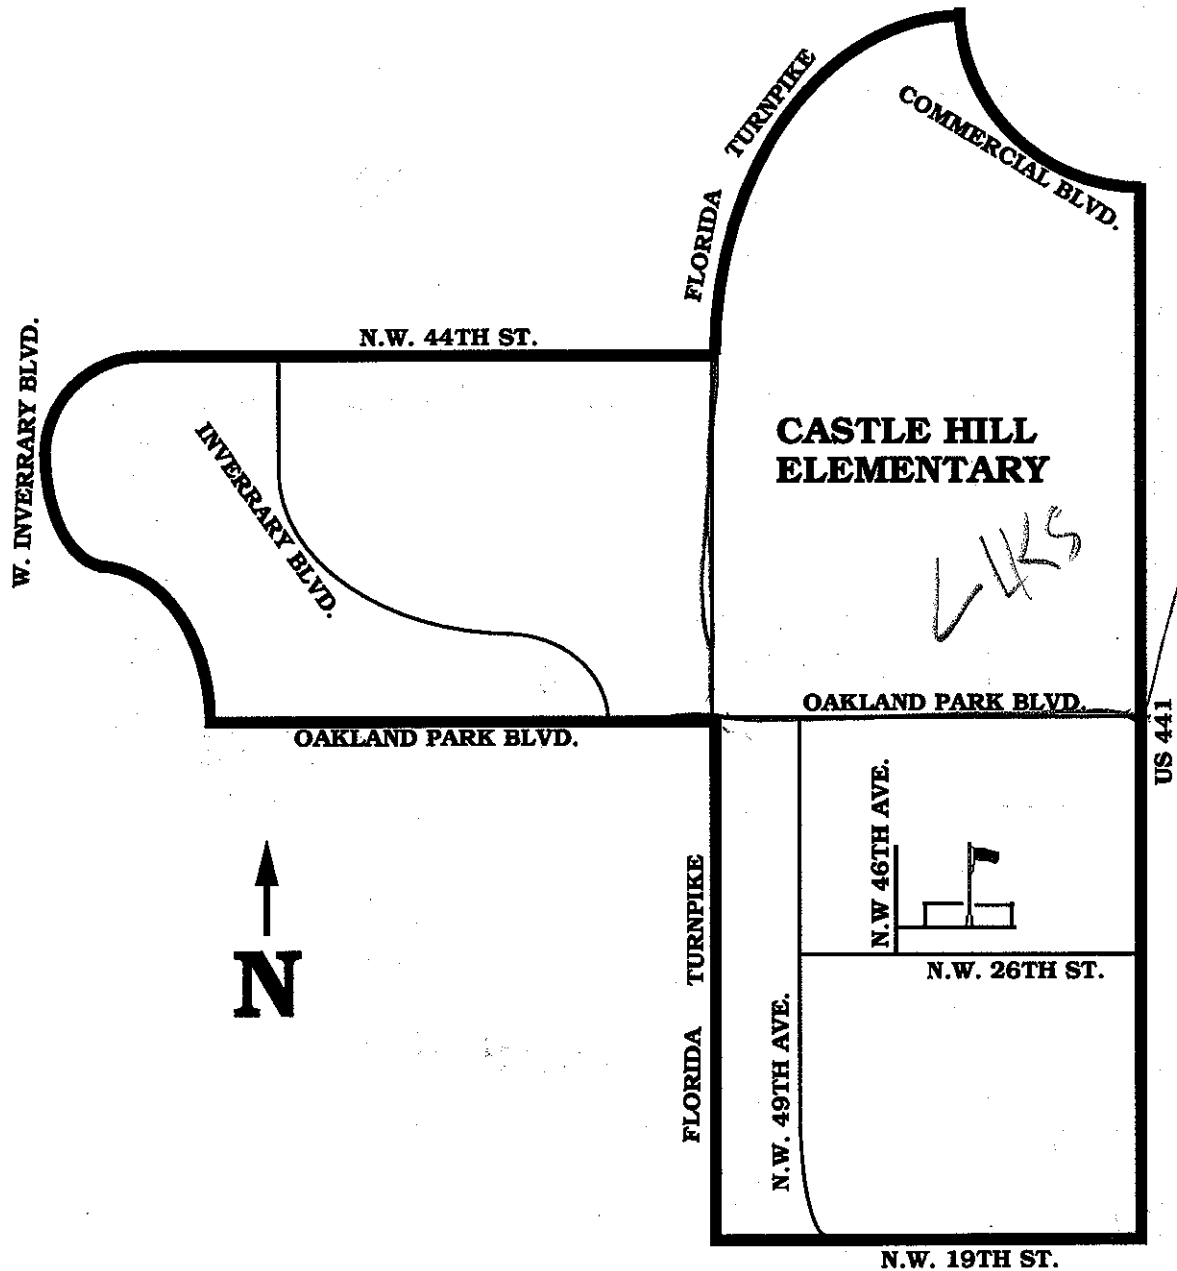 FLORIDA TURNPIKE
COMMERCIAL BLVD.
N.W. 44TH ST.
W. INVERRARY BLVD.
INVERRARY BLVD.
CASTLE HILL
ELEMENTARY
OAKLAND PARK BLVD.
OAKLAND PARK BLVD.
US 441
N.W 46TH AVE.
FLORIDA TURNPIKE
N
N.W. 26TH ST.
N.W. 49TH AVE.
N.W. 19TH ST.